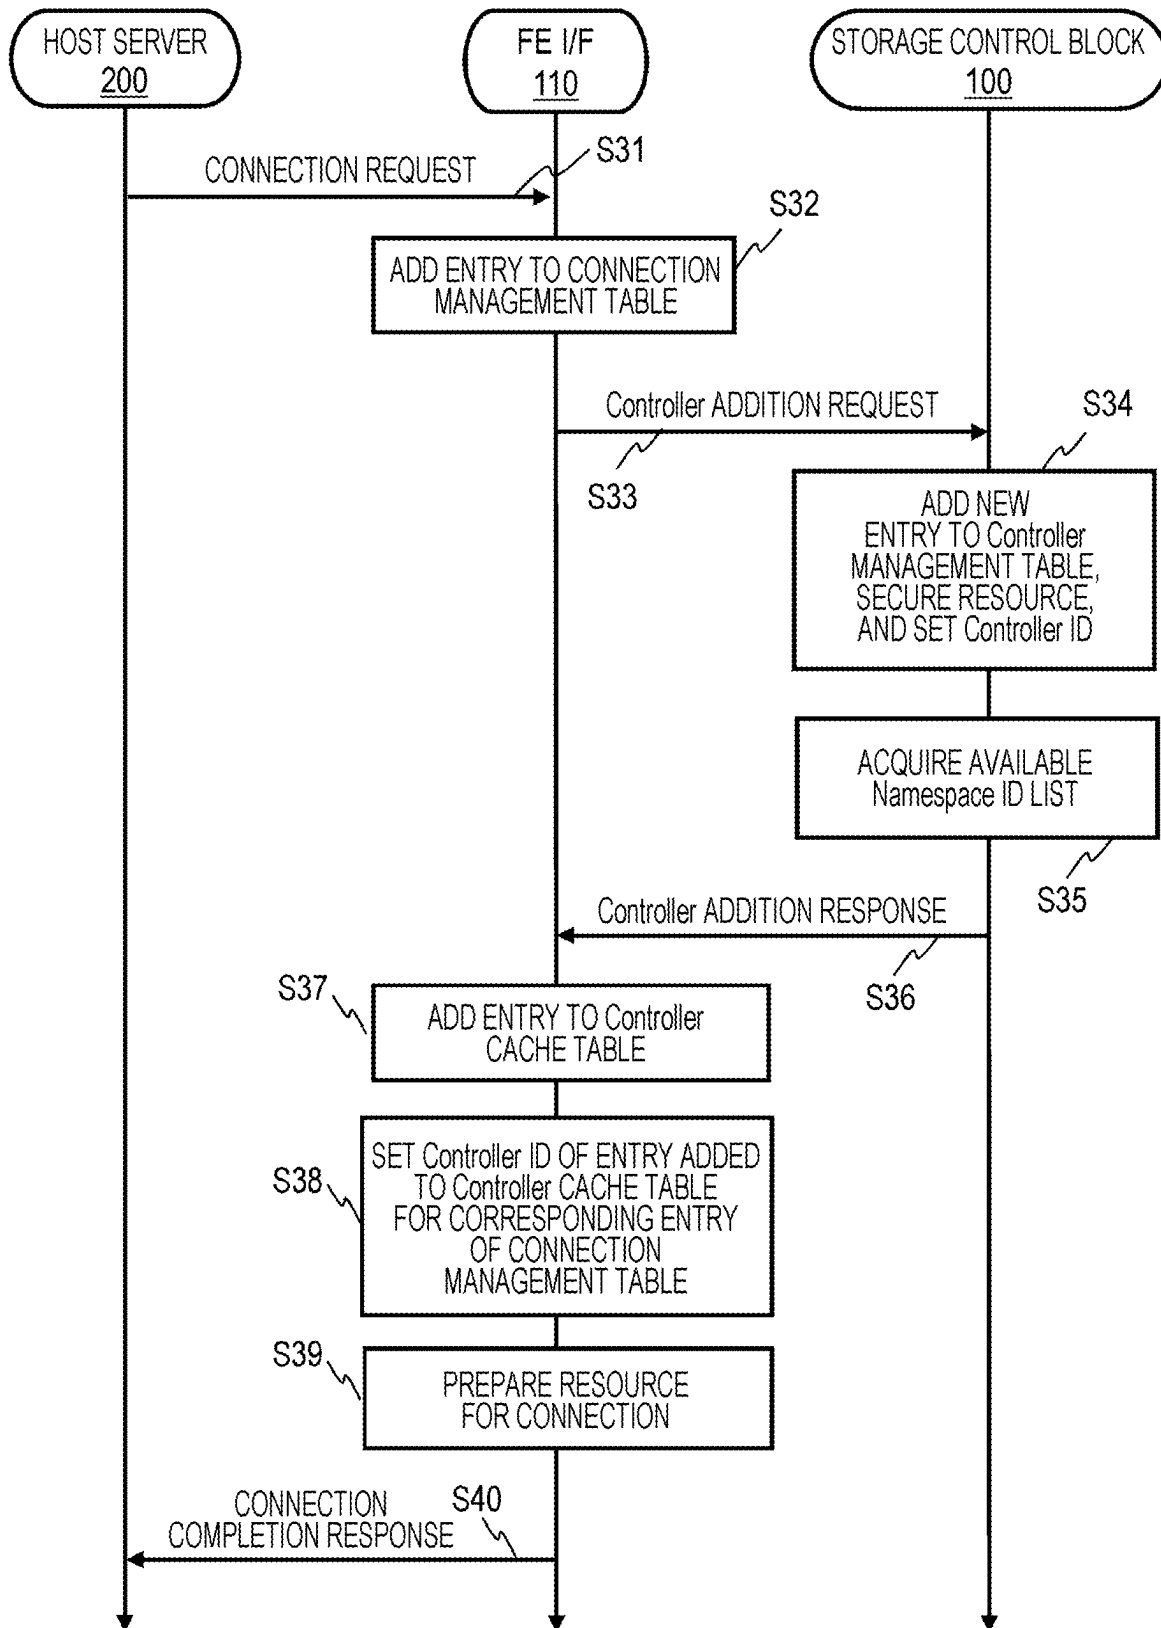 HOST SERVER
200
FE I/F
110
STORAGE CONTROL BLOCK
100
CONNECTION REQUEST
S31
S32
ADD ENTRY TO CONNECTION
MANAGEMENT TABLE
Controller ADDITION REQUEST
S33
S34
ADD NEW
ENTRY TO Controller
MANAGEMENT TABLE,
SECURE RESOURCE,
AND SET Controller ID
ACQUIRE AVAILABLE
Namespace ID LIST
S35
Controller ADDITION RESPONSE
S36
S37
ADD ENTRY TO Controller
CACHE TABLE
S38
SET Controller ID OF ENTRY ADDED
TO Controller CACHE TABLE
FOR CORRESPONDING ENTRY
OF CONNECTION
MANAGEMENT TABLE
S39
PREPARE RESOURCE
FOR CONNECTION
CONNECTION
COMPLETION RESPONSE
S40